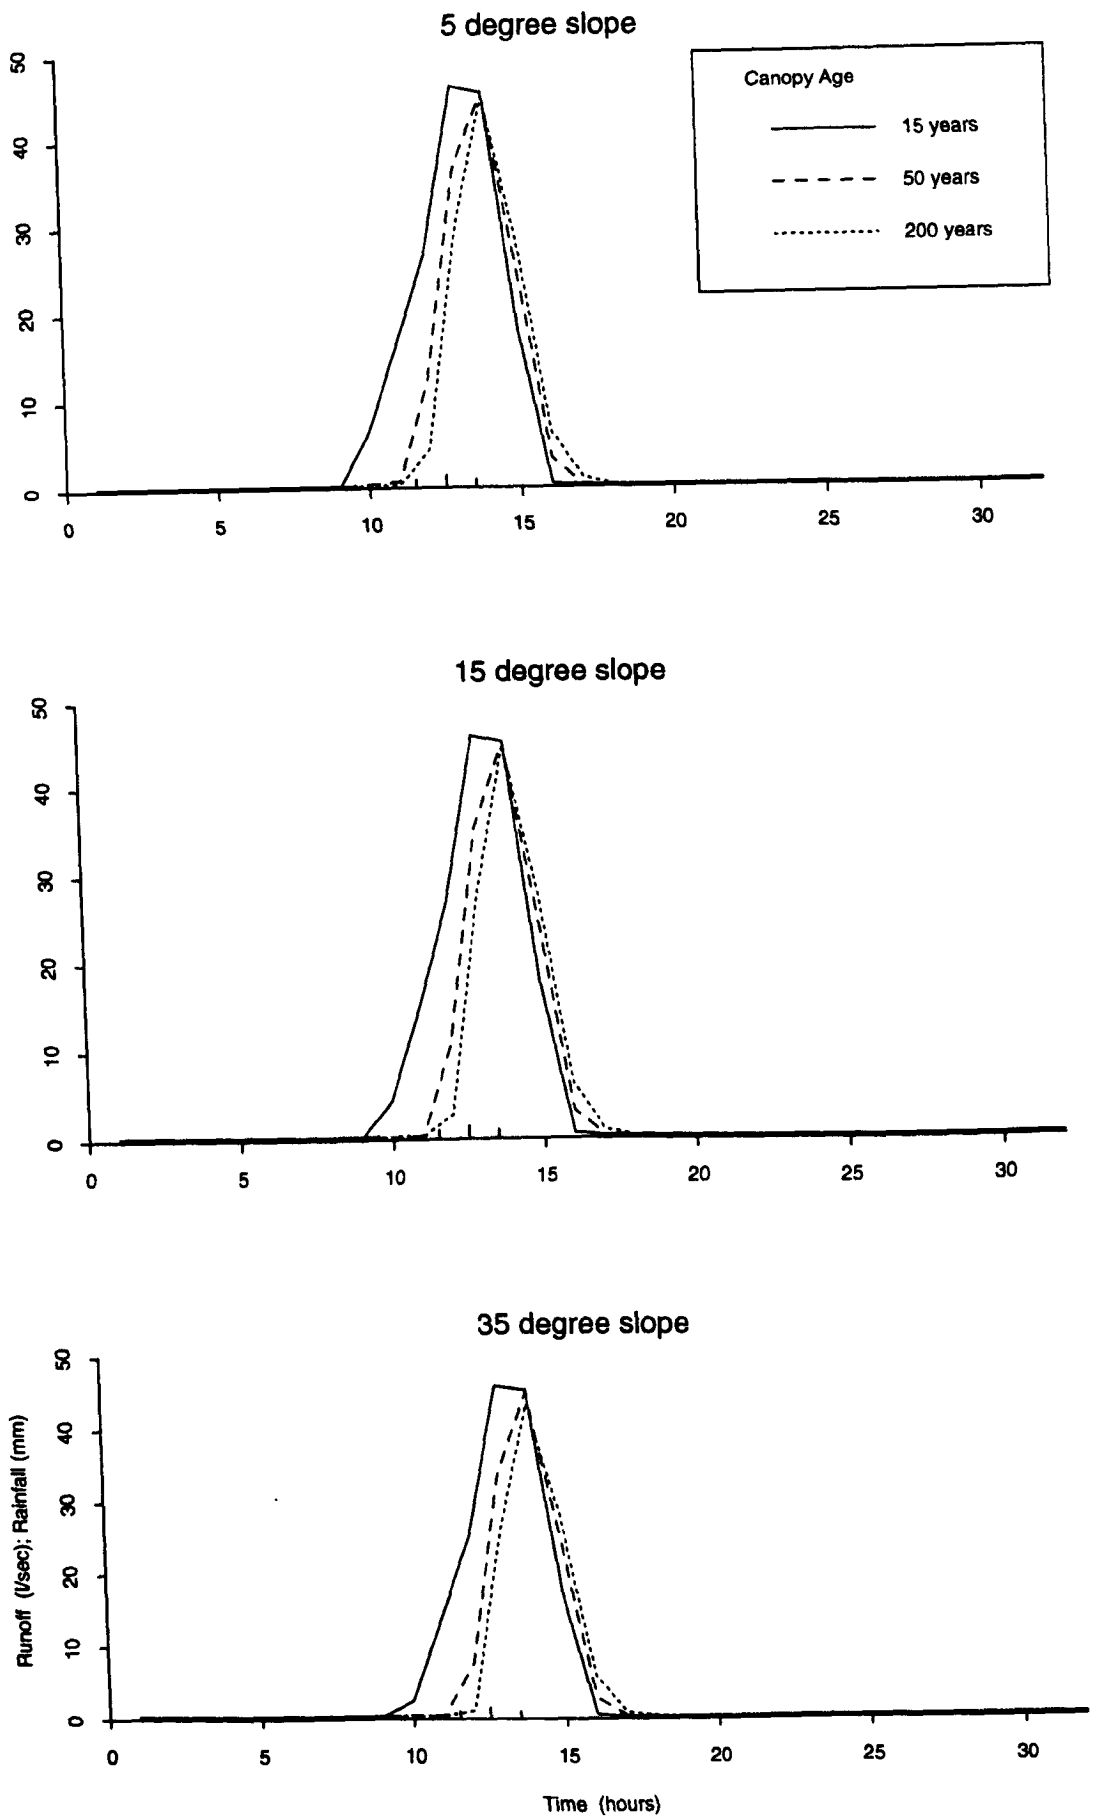 5 degree slope
Canopy Age
15 years
50 years
200 years
50
40
30
20
10
0
0 5 10 15 20 25 30
15 degree slope
50
40
30
20
10
0
0 5 10 15 20 25 30
35 degree slope
50
40
30
20
10
0
Runoff (l/sec); Rainfall (mm)
0 5 10 15 20 25 30
Time (hours)